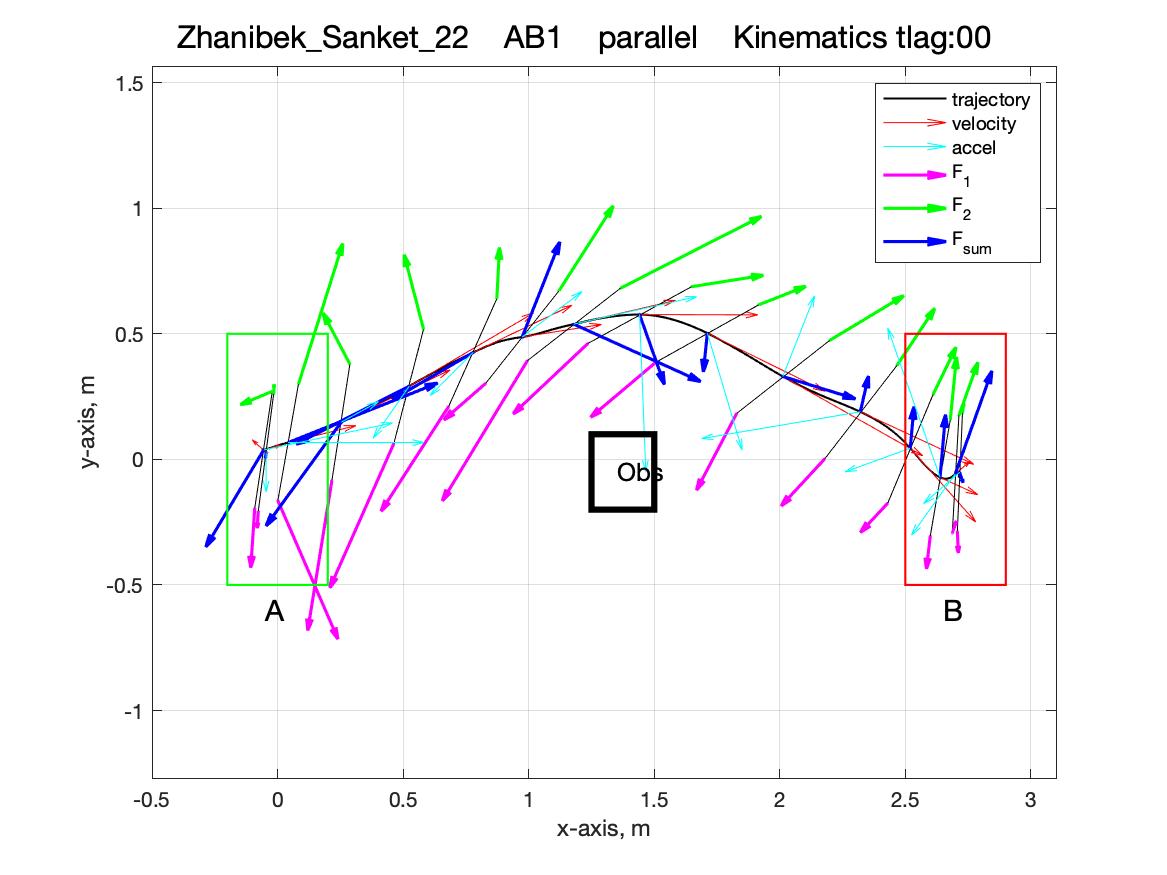 Zhanibek_Sanket_22 AB1 parallel Kinematics tlag:00
1.5
1
0.5
0
-0.5
-1
y-axis, m
trajectory
velocity
accel
F1
F2
Fsum
Obs
A
B
-0.5 0 0.5 1 1.5 2 2.5 3
x-axis, m